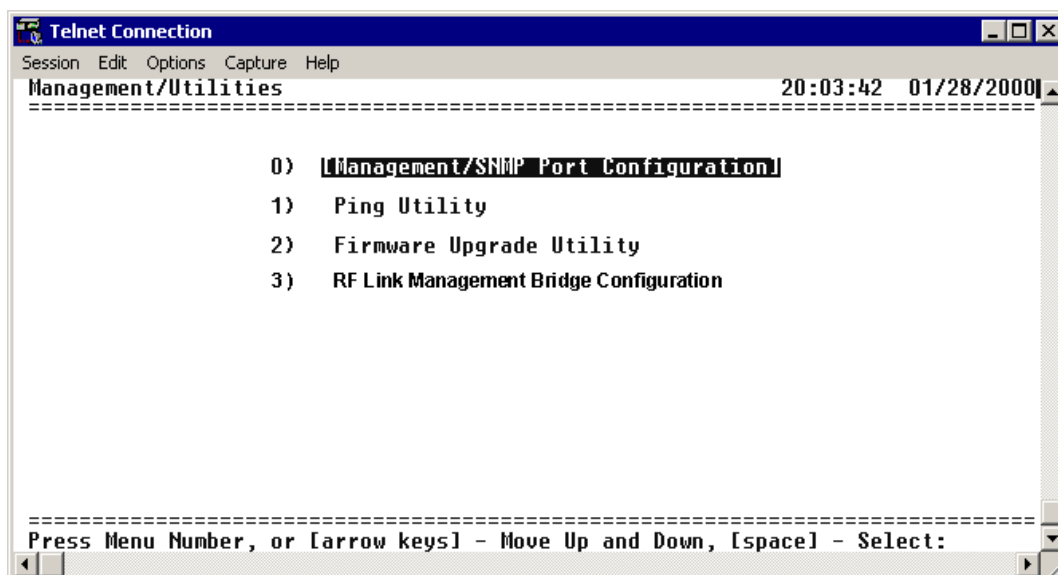 Telnet Connection
Session Edit Options Capture Help
Management/Utilities 20:03:42 01/28/2000
===============================================================================
0) [Management/SNMP Port Configuration]
1) Ping Utility
2) Firmware Upgrade Utility
3) RF Link Management Bridge Configuration
===============================================================================
Press Menu Number, or [arrow keys] - Move Up and Down, [space] - Select: